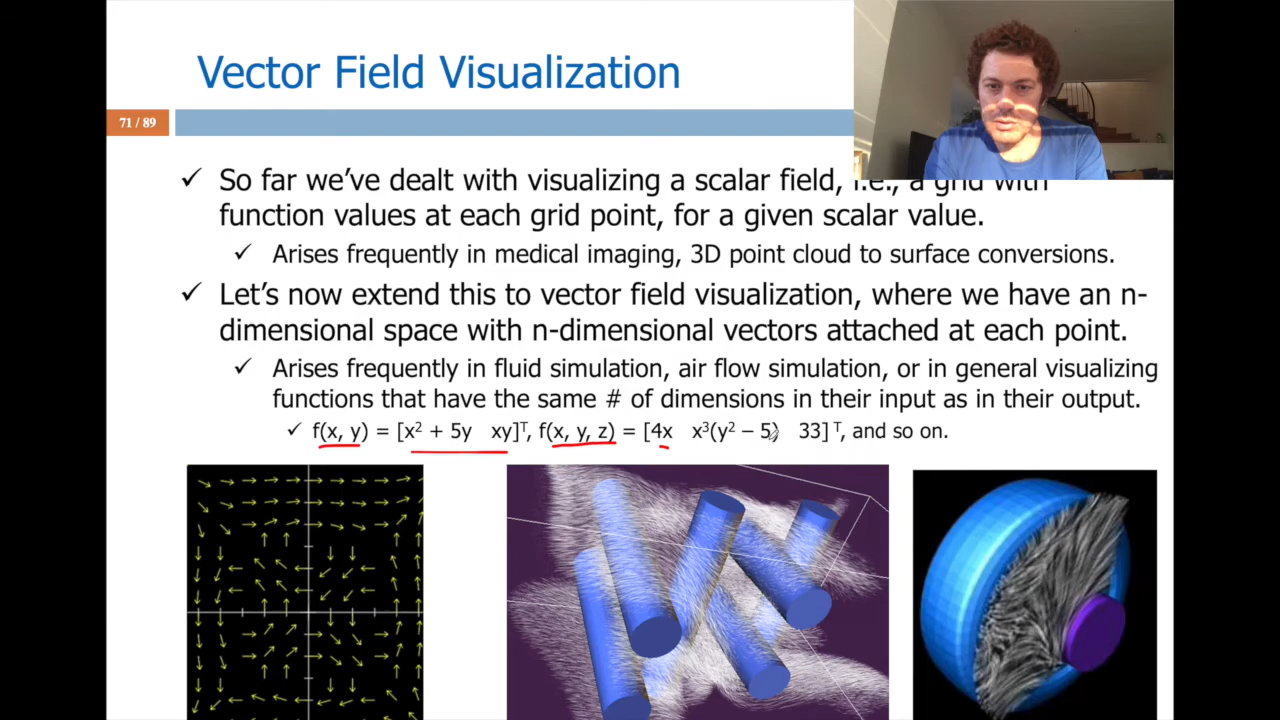 Vector Field Visualization
71 / 89
✓ So far we've dealt with visualizing a scalar field, i.e., a grid with
function values at each grid point, for a given scalar value.
✓ Arises frequently in medical imaging, 3D point cloud to surface conversions.
✓ Let's now extend this to vector field visualization, where we have an n-
dimensional space with n-dimensional vectors attached at each point.
✓ Arises frequently in fluid simulation, air flow simulation, or in general visualizing
functions that have the same # of dimensions in their input as in their output.
✓ f(x, y) = [x² + 5y xy]ᵀ, f(x, y, z) = [4x x³(y² – 5) 33] ᵀ, and so on.